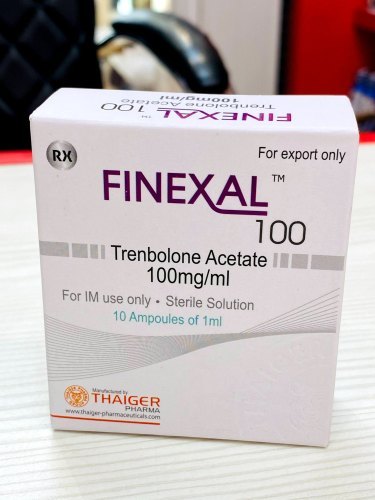 FINEXAL™ 100
Trenbolone Acetate
100mg/ml
RX
For export only
FINEXAL™
100
Trenbolone Acetate
100mg/ml
For IM use only • Sterile Solution
10 Ampoules of 1ml
Manufactured by
THAIGER
PHARMA
www.thaiger-pharmaceuticals.com